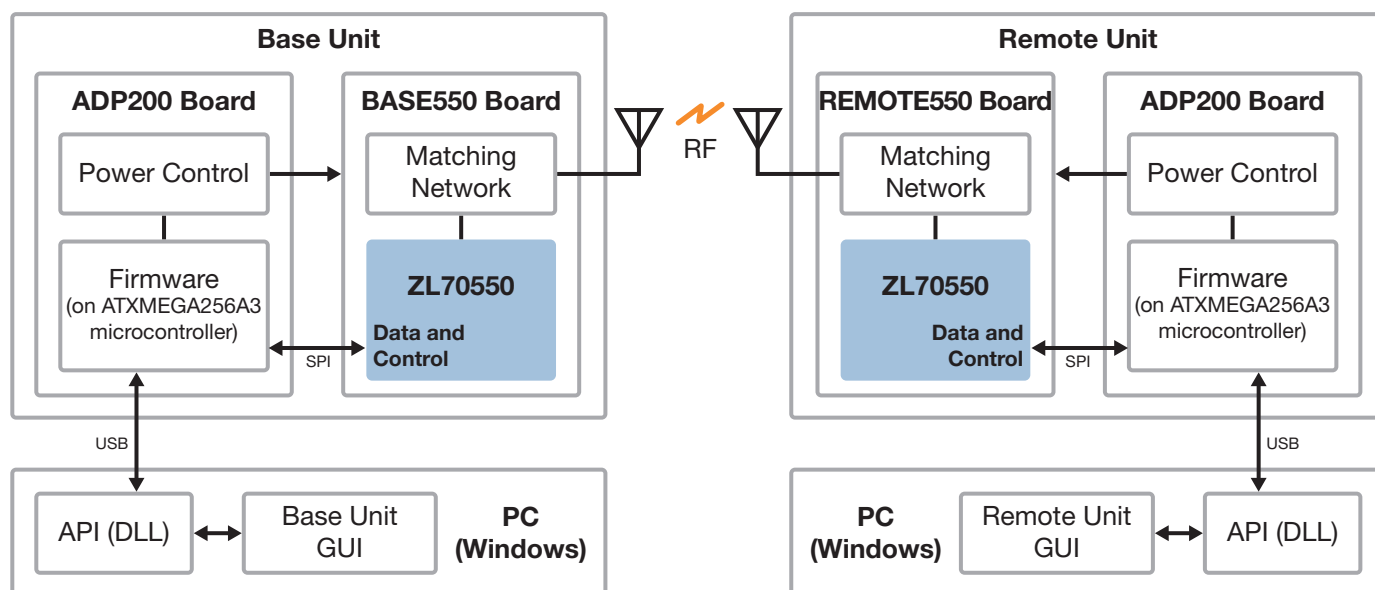 Base Unit
ADP200 Board
BASE550 Board
Power Control
Matching
Network
Firmware
(on ATXMEGA256A3
microcontroller)
ZL70550
Data and
Control
SPI
USB
API (DLL)
Base Unit
GUI
PC
(Windows)
RF
Remote Unit
REMOTE550 Board
ADP200 Board
Matching
Network
Power Control
ZL70550
Data and
Control
Firmware
(on ATXMEGA256A3
microcontroller)
SPI
USB
PC
(Windows)
Remote Unit
GUI
API (DLL)